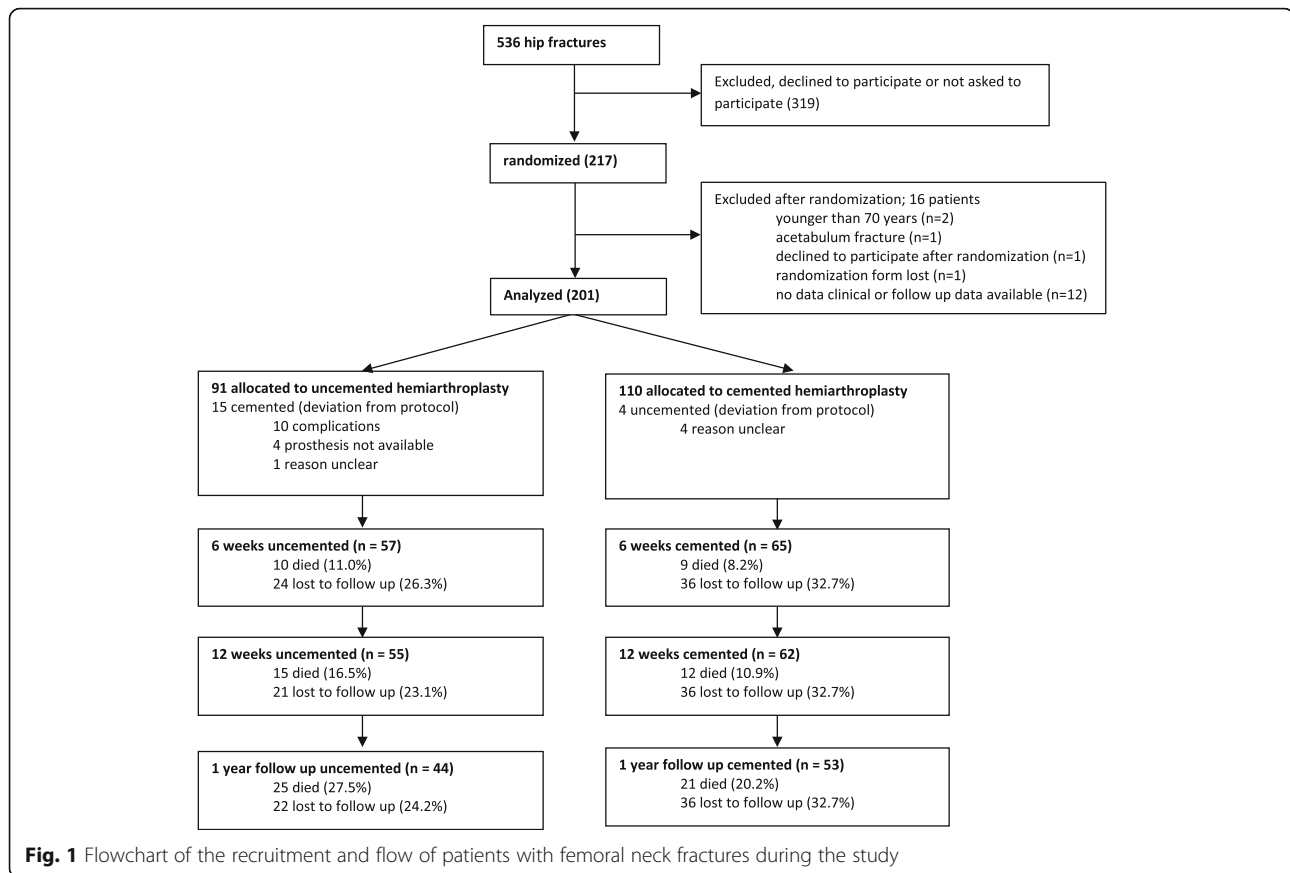 536 hip fractures
Excluded, declined to participate or not asked to
participate (319)
randomized (217)
Excluded after randomization; 16 patients
younger than 70 years (n=2)
acetabulum fracture (n=1)
declined to participate after randomization (n=1)
randomization form lost (n=1)
no data clinical or follow up data available (n=12)
Analyzed (201)
91 allocated to uncemented hemiarthroplasty
15 cemented (deviation from protocol)
10 complications
4 prosthesis not available
1 reason unclear
110 allocated to cemented hemiarthroplasty
4 uncemented (deviation from protocol)
4 reason unclear
6 weeks uncemented (n = 57)
10 died (11.0%)
24 lost to follow up (26.3%)
6 weeks cemented (n = 65)
9 died (8.2%)
36 lost to follow up (32.7%)
12 weeks uncemented (n = 55)
15 died (16.5%)
21 lost to follow up (23.1%)
12 weeks cemented (n = 62)
12 died (10.9%)
36 lost to follow up (32.7%)
1 year follow up uncemented (n = 44)
25 died (27.5%)
22 lost to follow up (24.2%)
1 year follow up cemented (n = 53)
21 died (20.2%)
36 lost to follow up (32.7%)
Fig. 1 Flowchart of the recruitment and flow of patients with femoral neck fractures during the study